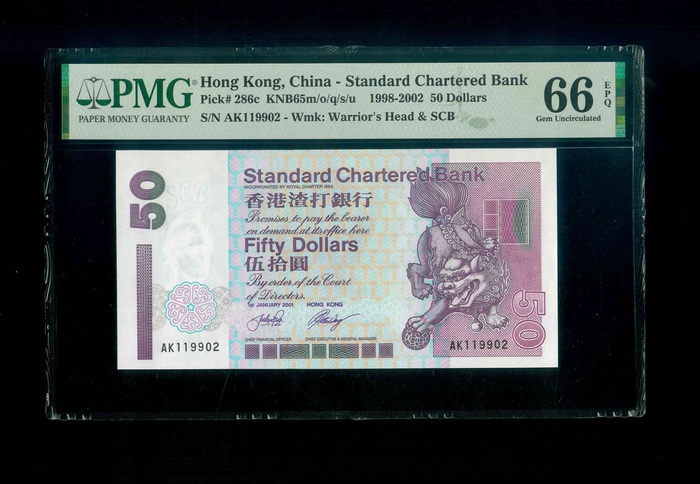 PMG
PAPER MONEY GUARANTY
Hong Kong, China - Standard Chartered Bank
Pick# 286c KNB65m/o/q/s/u 1998-2002 50 Dollars
S/N AK119902 - Wmk: Warrior's Head & SCB
66 EPQ
Gem Uncirculated
50
SCB
Standard Chartered Bank
INCORPORATED BY ROYAL CHARTER 1853
香港渣打銀行
Promises to pay the bearer
on demand at its office here
Fifty Dollars
伍拾圓
By order of the Court
of Directors.
1st JANUARY 2001 HONG KONG
CHIEF FINANCIAL OFFICER CHIEF EXECUTIVE & GENERAL MANAGER
AK119902
AK119902
50